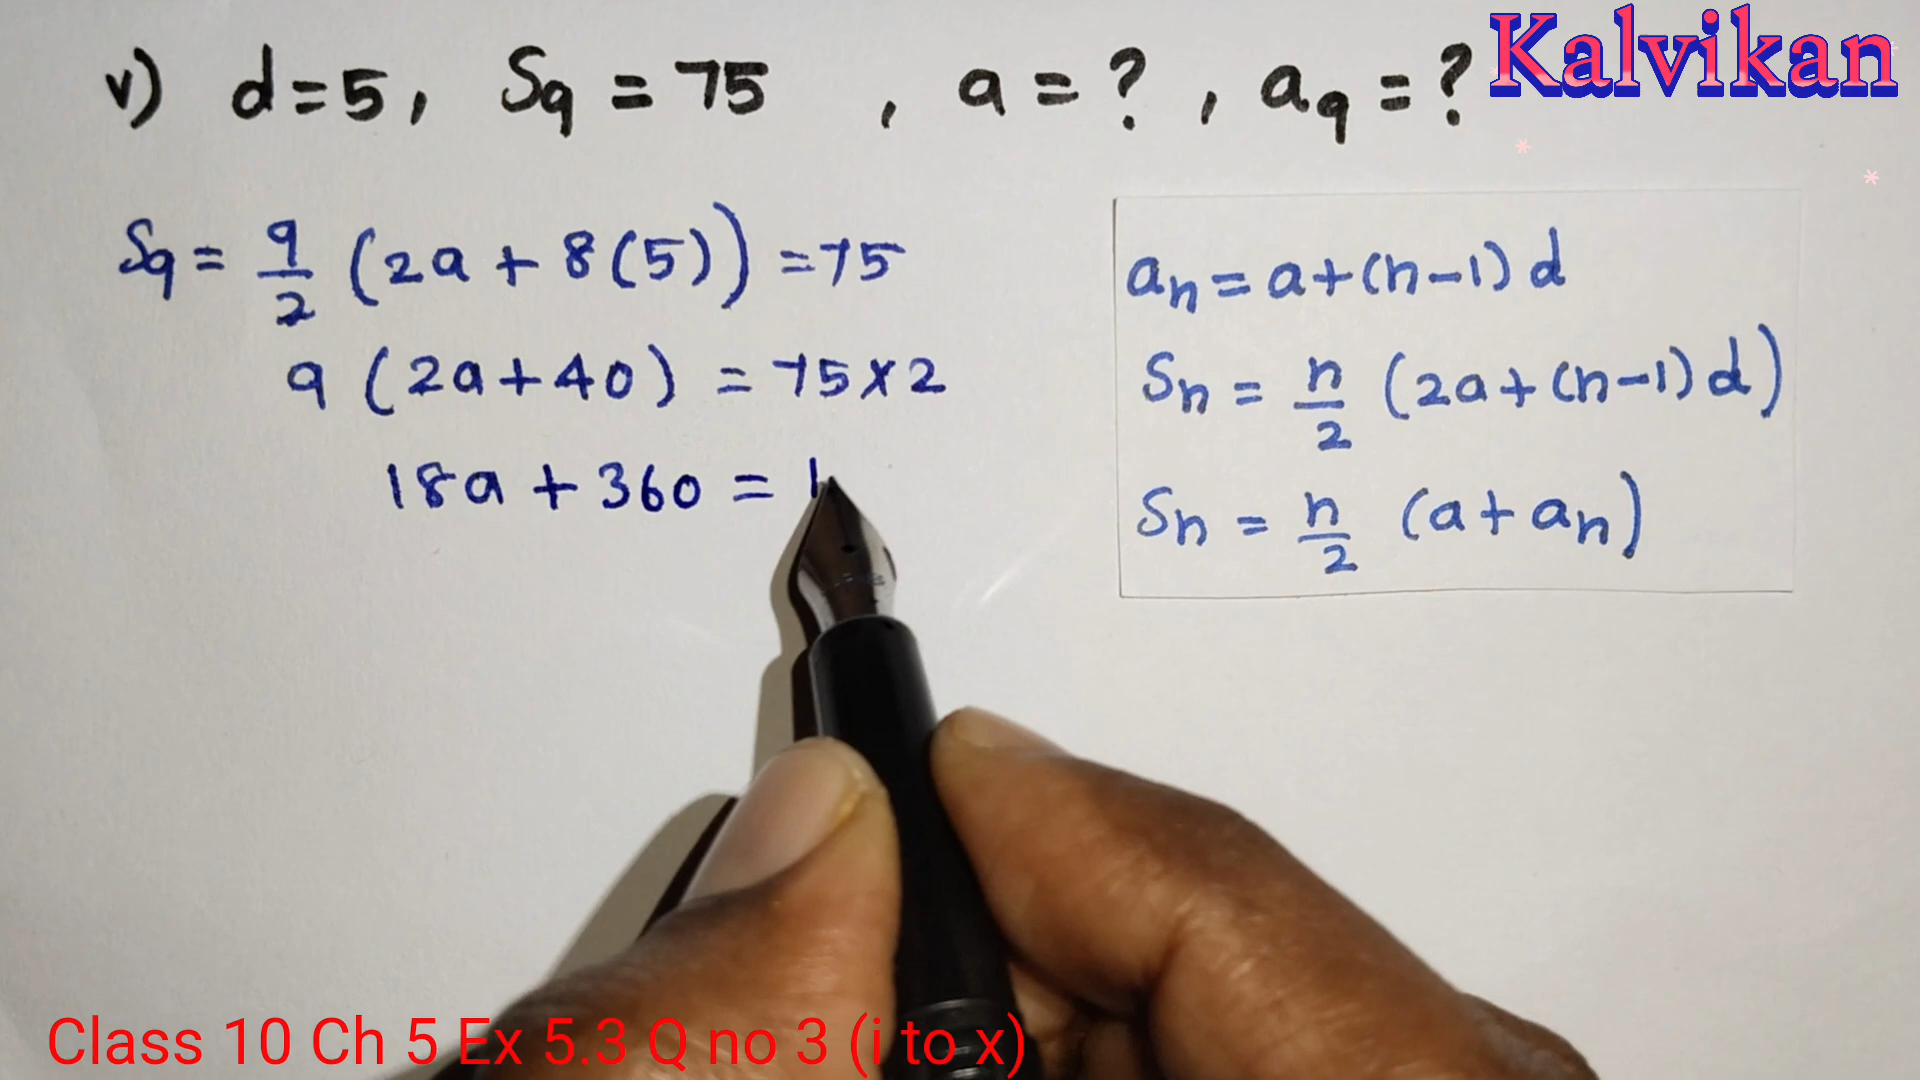 Kalvikan
v) d=5, S₉ = 75 , a = ? , a₉ = ?
S₉ = 9/2 (2a + 8(5)) = 75
9 (2a+40) = 75×2
18a + 360 = 1
aₙ = a+(n-1)d
Sₙ = n/2 (2a+(n-1)d)
Sₙ = n/2 (a+aₙ)
Class 10 Ch 5 Ex 5.3 Q no 3 (i to x)